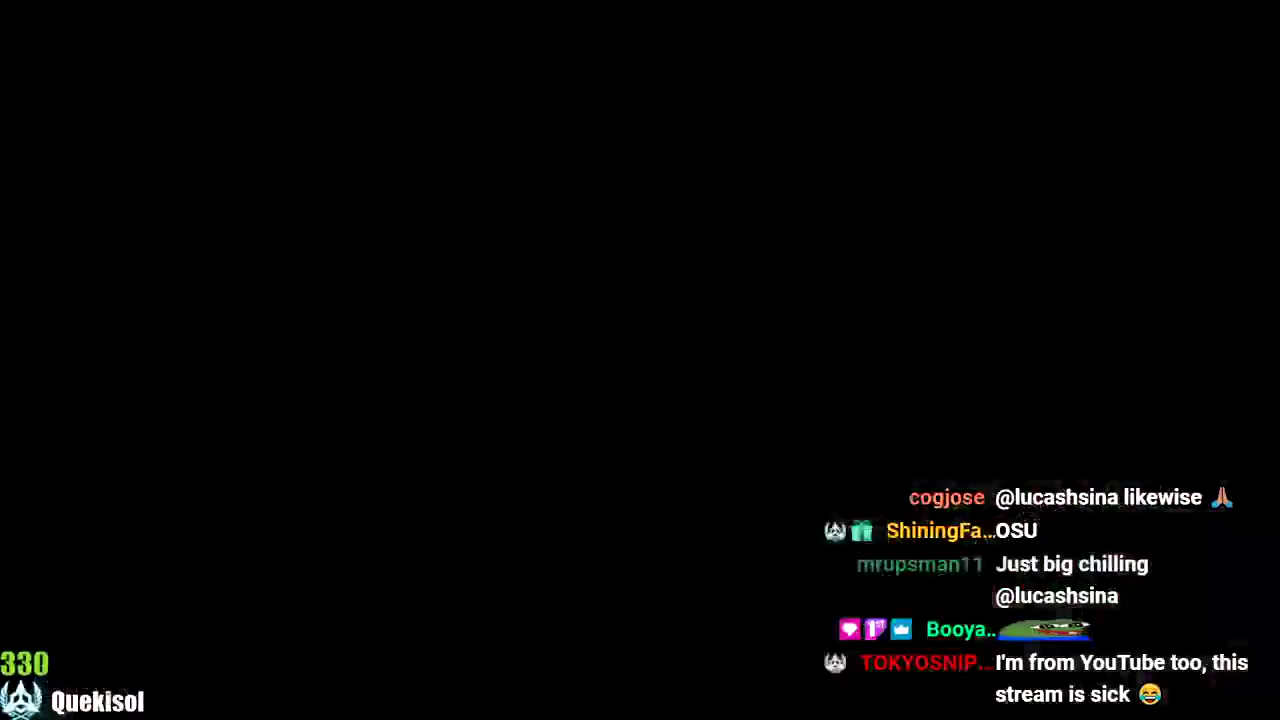 cogjose @lucashsina likewise 🙏🏽
ShiningFa... OSU
mrupsman11 Just big chilling
@lucashsina
Booya..
TOKYOSNIP... I'm from YouTube too, this
stream is sick 😂
330
Quekisol